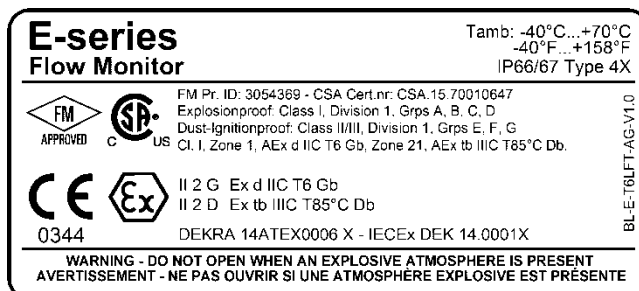 E-series
Flow Monitor
Tamb: -40°C...+70°C
-40°F...+158°F
IP66/67 Type 4X
FM
APPROVED
C SA US
FM Pr. ID: 3054369 - CSA Cert.nr: CSA.15.70010647
Explosionproof: Class I, Division 1, Grps A, B, C, D
Dust-Ignitionproof: Class II/III, Division 1, Grps E, F, G
Cl. I, Zone 1, AEx d IIC T6 Gb, Zone 21, AEx tb IIIC T85°C Db.
CE
0344
Ex
II 2 G Ex d IIC T6 Gb
II 2 D Ex tb IIIC T85°C Db
DEKRA 14ATEX0006 X - IECEx DEK 14.0001X
BL-E-T6LFT-AG-V1.0
WARNING - DO NOT OPEN WHEN AN EXPLOSIVE ATMOSPHERE IS PRESENT
AVERTISSEMENT - NE PAS OUVRIR SI UNE ATMOSPHÈRE EXPLOSIVE EST PRÉSENTE